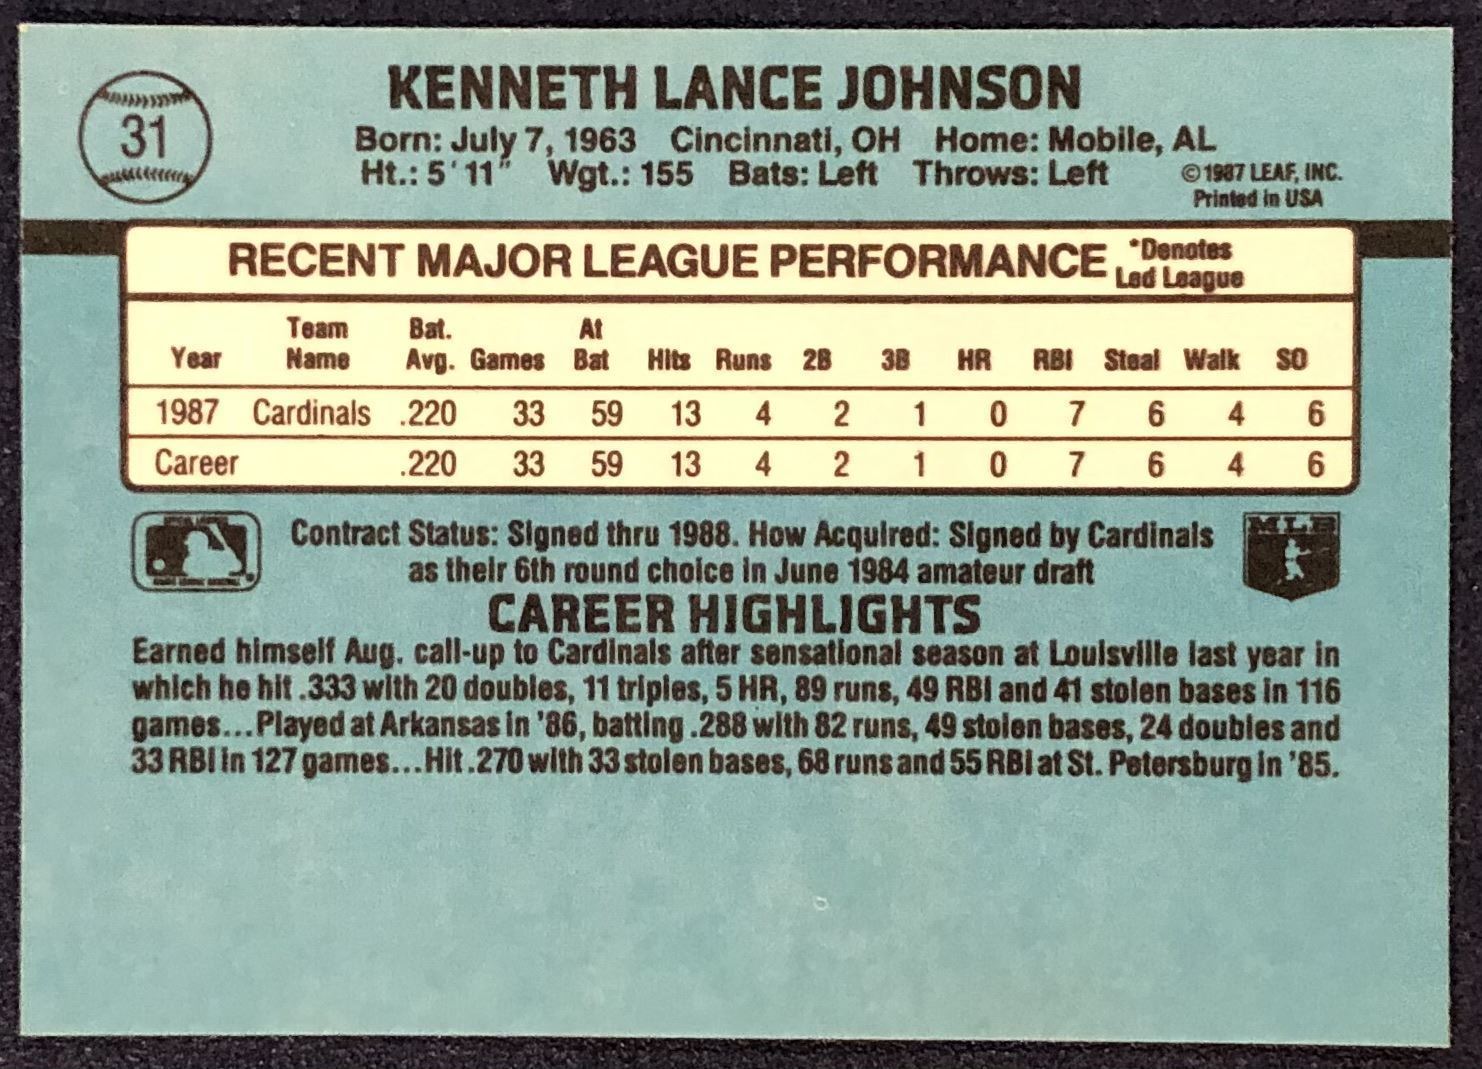 31
KENNETH LANCE JOHNSON
Born: July 7, 1963 Cincinnati, OH Home: Mobile, AL
Ht.: 5' 11" Wgt.: 155 Bats: Left Throws: Left
©1987 LEAF, INC.
Printed in USA
RECENT MAJOR LEAGUE PERFORMANCE *Denotes
Led League
Year Team Name Bat. Avg. Games At Bat Hits Runs 2B 3B HR RBI Steal Walk SO
1987 Cardinals .220 33 59 13 4 2 1 0 7 6 4 6
Career .220 33 59 13 4 2 1 0 7 6 4 6
Contract Status: Signed thru 1988. How Acquired: Signed by Cardinals
as their 6th round choice in June 1984 amateur draft
MLB
CAREER HIGHLIGHTS
Earned himself Aug. call-up to Cardinals after sensational season at Louisville last year in
which he hit .333 with 20 doubles, 11 triples, 5 HR, 89 runs, 49 RBI and 41 stolen bases in 116
games...Played at Arkansas in '86, batting .288 with 82 runs, 49 stolen bases, 24 doubles and
33 RBI in 127 games...Hit .270 with 33 stolen bases, 68 runs and 55 RBI at St. Petersburg in '85.